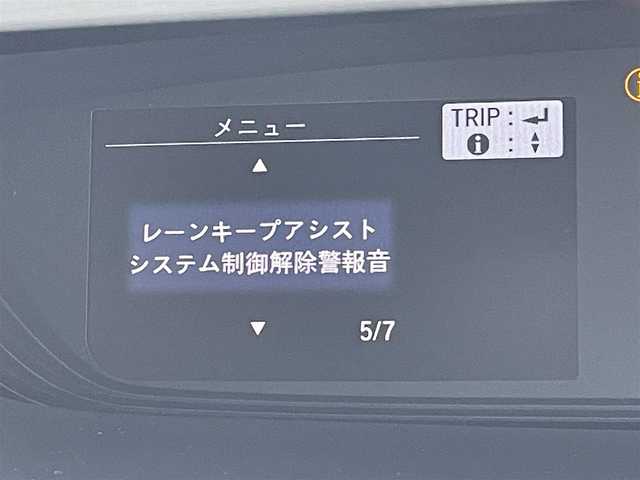 メニュー
TRIP :
:
レーンキープアシスト
システム制御解除警報音
5/7